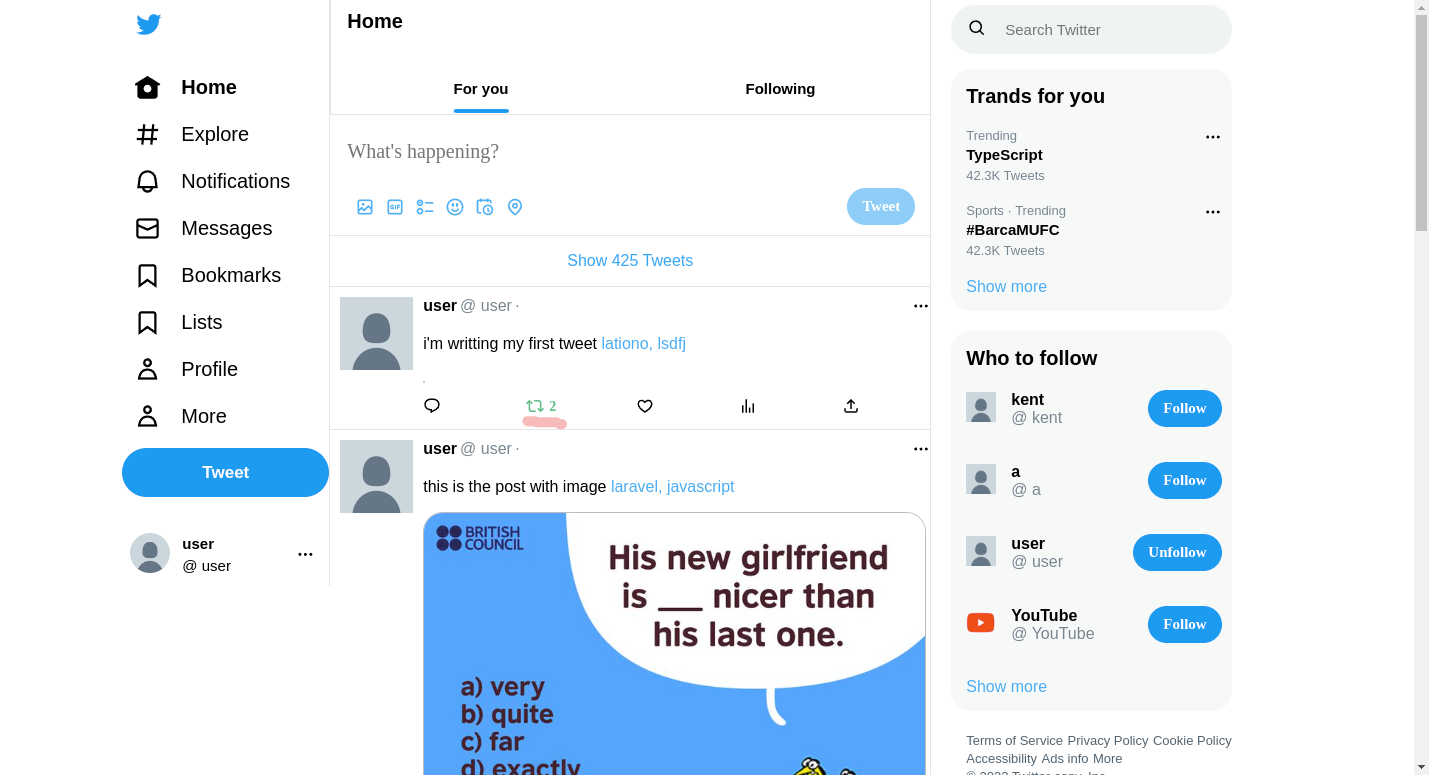 Home
Explore
Notifications
Messages
Bookmarks
Lists
Profile
More
Tweet
user
@ user
Home
For you
Following
What's happening?
GIF
Tweet
Show 425 Tweets
user @ user ·
i'm writting my first tweet lationo, lsdfj
.
2
user @ user ·
this is the post with image laravel, javascript
BRITISH
COUNCIL
His new girlfriend
is ___ nicer than
his last one.
a) very
b) quite
c) far
d) exactly
Search Twitter
Trands for you
Trending
TypeScript
42.3K Tweets
Sports · Trending
#BarcaMUFC
42.3K Tweets
Show more
Who to follow
kent
@ kent
Follow
a
@ a
Follow
user
@ user
Unfollow
YouTube
@ YouTube
Follow
Show more
Terms of Service Privacy Policy Cookie Policy
Accessibility Ads info More